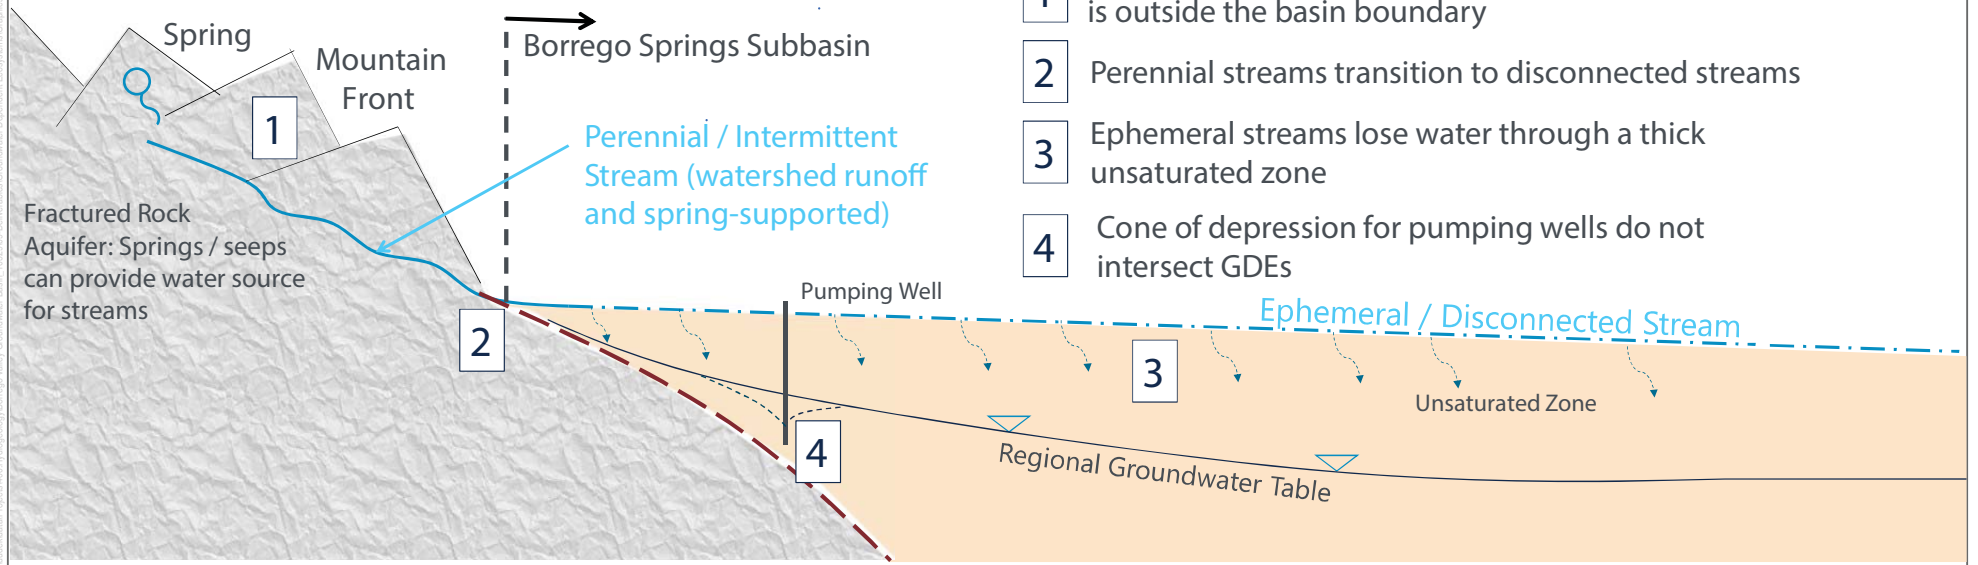 Spring
Mountain
Front
1
Borrego Springs Subbasin
Perennial / Intermittent
Stream (watershed runoff
and spring-supported)
Fractured Rock
Aquifer: Springs / seeps
can provide water source
for streams
is outside the basin boundary
2 Perennial streams transition to disconnected streams
3 Ephemeral streams lose water through a thick
unsaturated zone
4 Cone of depression for pumping wells do not
intersect GDEs
Pumping Well
Ephemeral / Disconnected Stream
2
3
Unsaturated Zone
4
Regional Groundwater Table